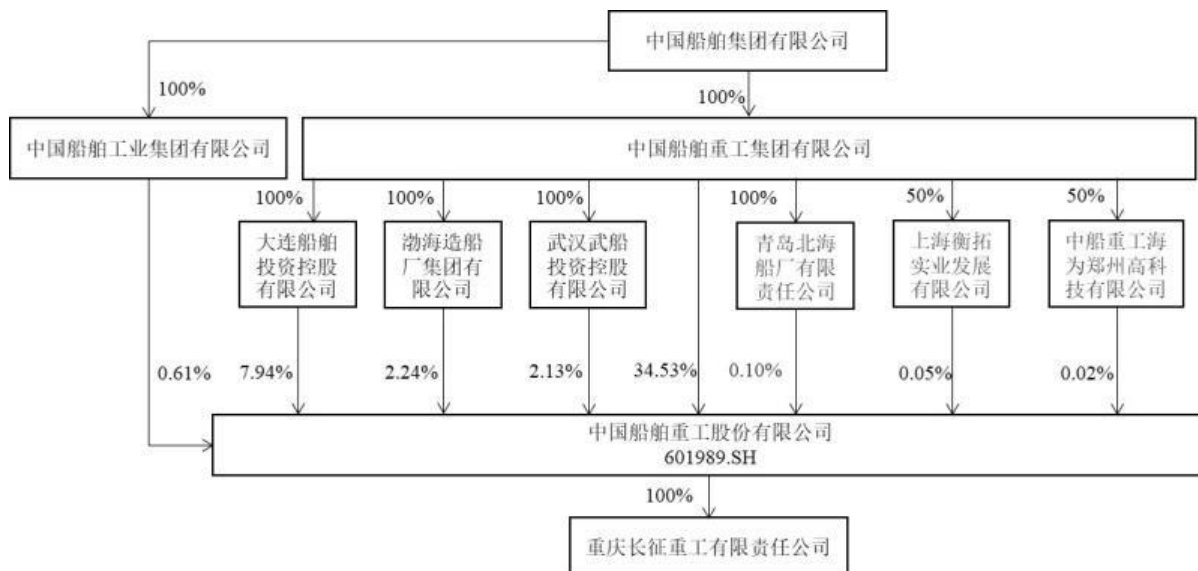 中国船舶集团有限公司
100%
100%
中国船舶工业集团有限公司
中国船舶重工集团有限公司
100%
100%
100%
100%
50%
50%
大连船舶
投资控股
有限公司
渤海造船
厂集团有
限公司
武汉武船
投资控股
有限公司
青岛北海
船厂有限
责任公司
上海衡拓
实业发展
有限公司
中船重工海
为郑州高科
技有限公司
0.61%
7.94%
2.24%
2.13%
34.53%
0.10%
0.05%
0.02%
中国船舶重工股份有限公司
601989.SH
100%
重庆长征重工有限责任公司